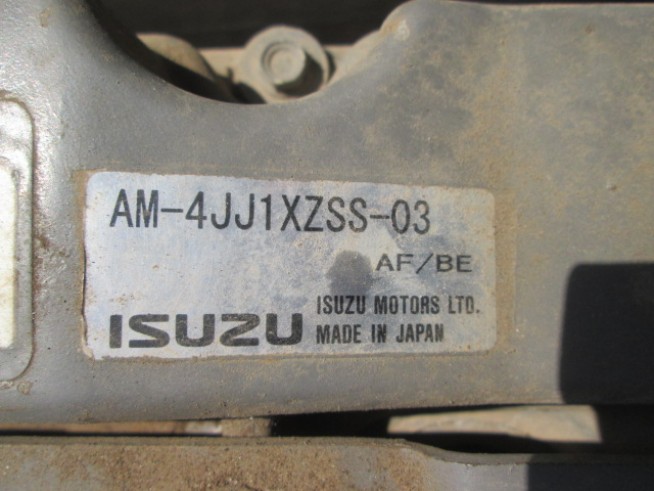 AM-4JJ1XZSS-03
AF/BE
ISUZU ISUZU MOTORS LTD.
MADE IN JAPAN